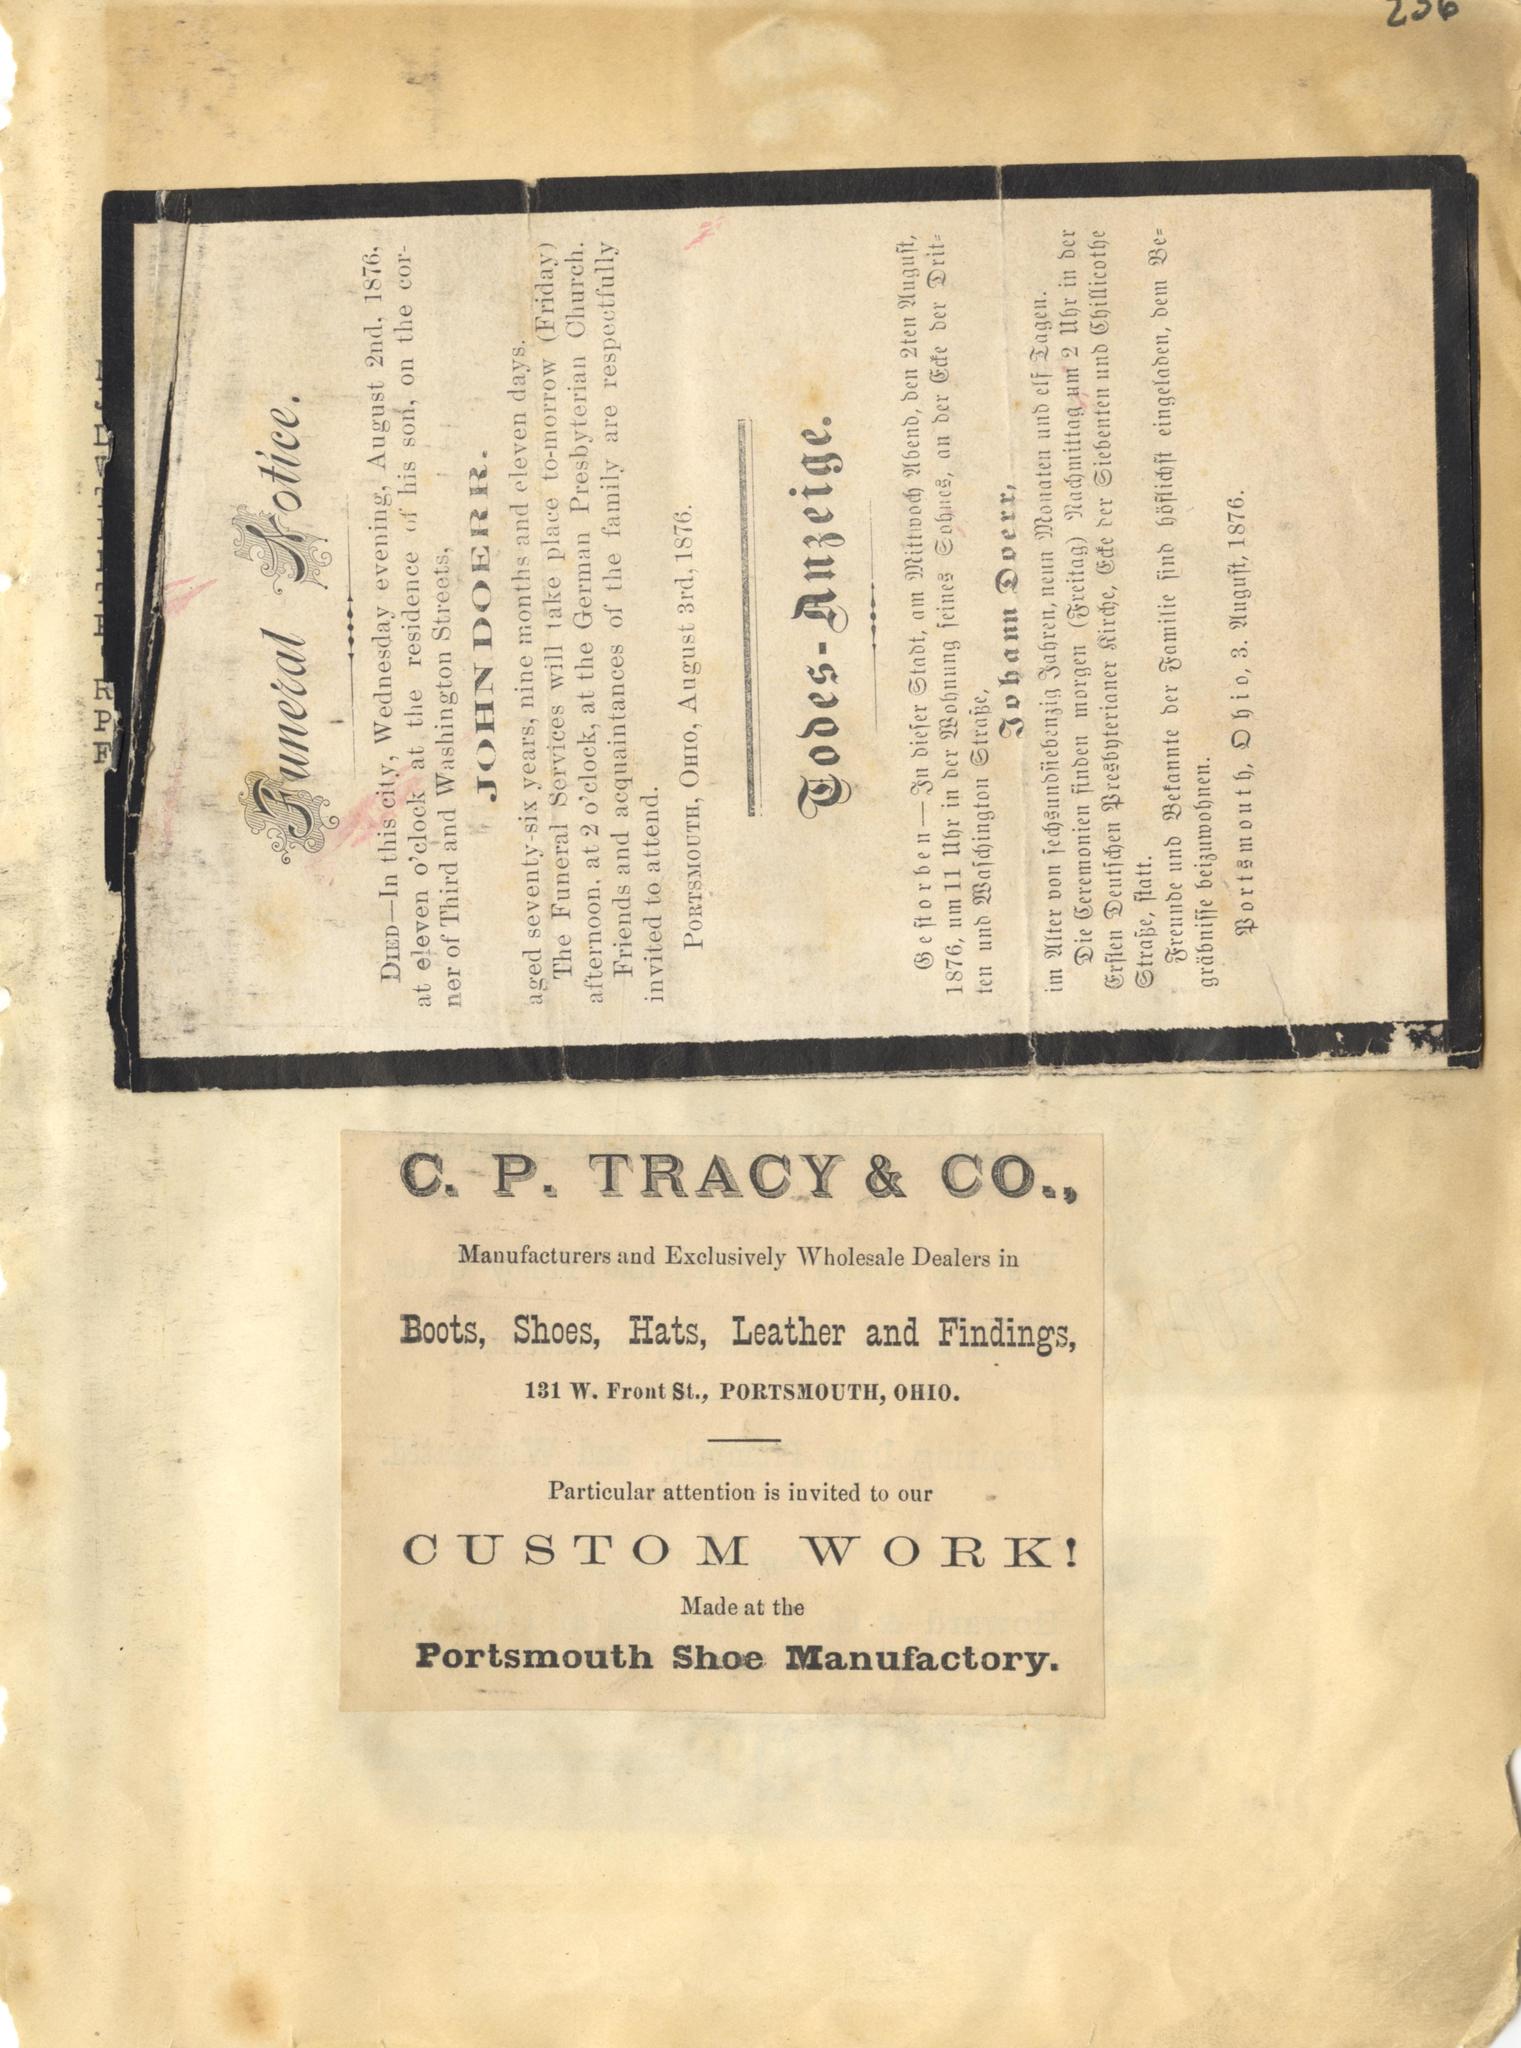 236
Funeral Notice.
DIED—In this city, Wednesday evening, August 2nd, 1876,
at eleven o'clock at the residence of his son, on the cor-
ner of Third and Washington Streets,
JOHN DOERR.
aged seventy-six years, nine months and eleven days.
The Funeral Services will take place to-morrow (Friday)
afternoon, at 2 o'clock, at the German Presbyterian Church.
Friends and acquaintances of the family are respectfully
invited to attend.
PORTSMOUTH, OHIO, August 3rd, 1876.
Todes-Anzeige.
Gestorben—In dieser Stadt, am Mittwoch Abend, den 2ten August,
1876, um 11 Uhr in der Wohnung seines Sohnes, an der Ecke der Drit-
ten und Waschington Straße,
Johann Doerr,
im Alter von sechsundsiebenzig Jahren, neun Monaten und elf Tagen.
Die Ceremonien finden morgen (Freitag) Nachmittag um 2 Uhr in der
Ersten Deutschen Presbyterianer Kirche, Ecke der Siebenten und Chillicothe
Straße, statt.
Freunde und Bekannte der Familie sind höflichst eingeladen, dem Be-
gräbnisse beizuwohnen.
Portsmouth, Ohio, 3. August, 1876.
C. P. TRACY & CO.,
Manufacturers and Exclusively Wholesale Dealers in
Boots, Shoes, Hats, Leather and Findings,
131 W. Front St., PORTSMOUTH, OHIO.
Particular attention is invited to our
CUSTOM WORK!
Made at the
Portsmouth Shoe Manufactory.